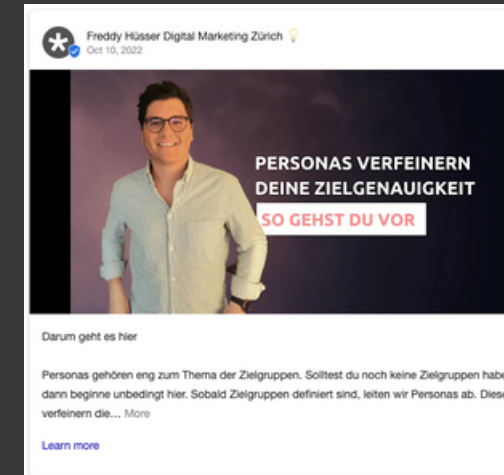 Freddy Hüsser Digital Marketing Zürich
Oct 10, 2022
PERSONAS VERFEINERN
DEINE ZIELGENAUIGKEIT
SO GEHST DU VOR
Darum geht es hier
Personas gehören eng zum Thema der Zielgruppen. Solltest du noch keine Zielgruppen habe
dann beginne unbedingt hier. Sobald Zielgruppen definiert sind, leiten wir Personas ab. Dies
verfeinern die... More
Learn more